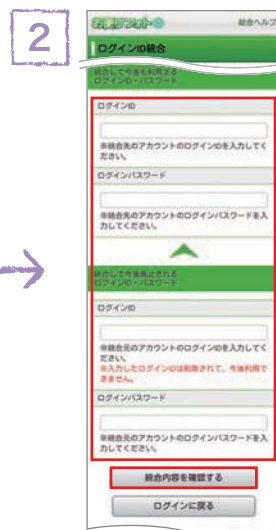 2
統合ヘルプ
ログインID統合
統合して今後も利用する
ログインID・パスワード
ログインID
※統合先のアカウントのログインIDを入力してく
ださい。
ログインパスワード
※統合先のアカウントのログインパスワードを入
力してください。
統合して今後廃止される
ログインID・パスワード
ログインID
※統合元のアカウントのログインIDを入力してく
ださい。
※入力したログインIDは削除されて、今後利用で
きません。
ログインパスワード
※統合元のアカウントのログインパスワードを入
力してください。
統合内容を確認する
ログインに戻る